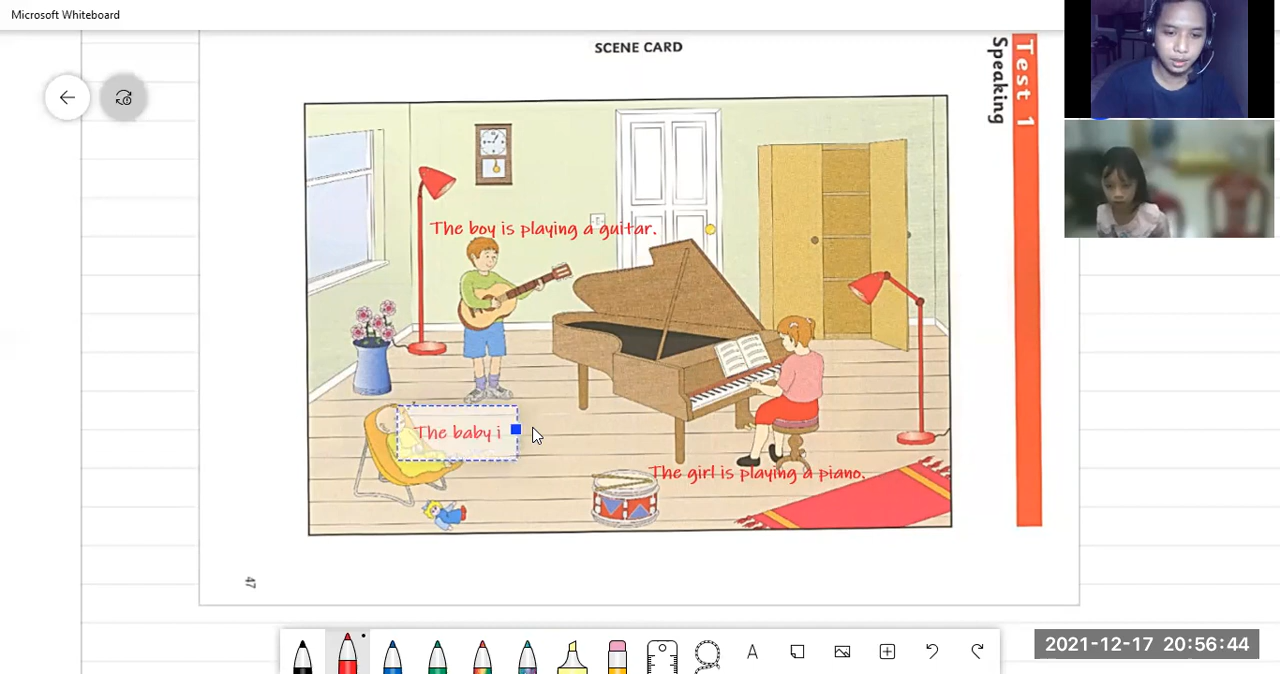 Microsoft Whiteboard
SCENE CARD
Test 1
Speaking
The boy is playing a guitar.
The baby i
The girl is playing a piano.
47
A
2021-12-17 20:56:44